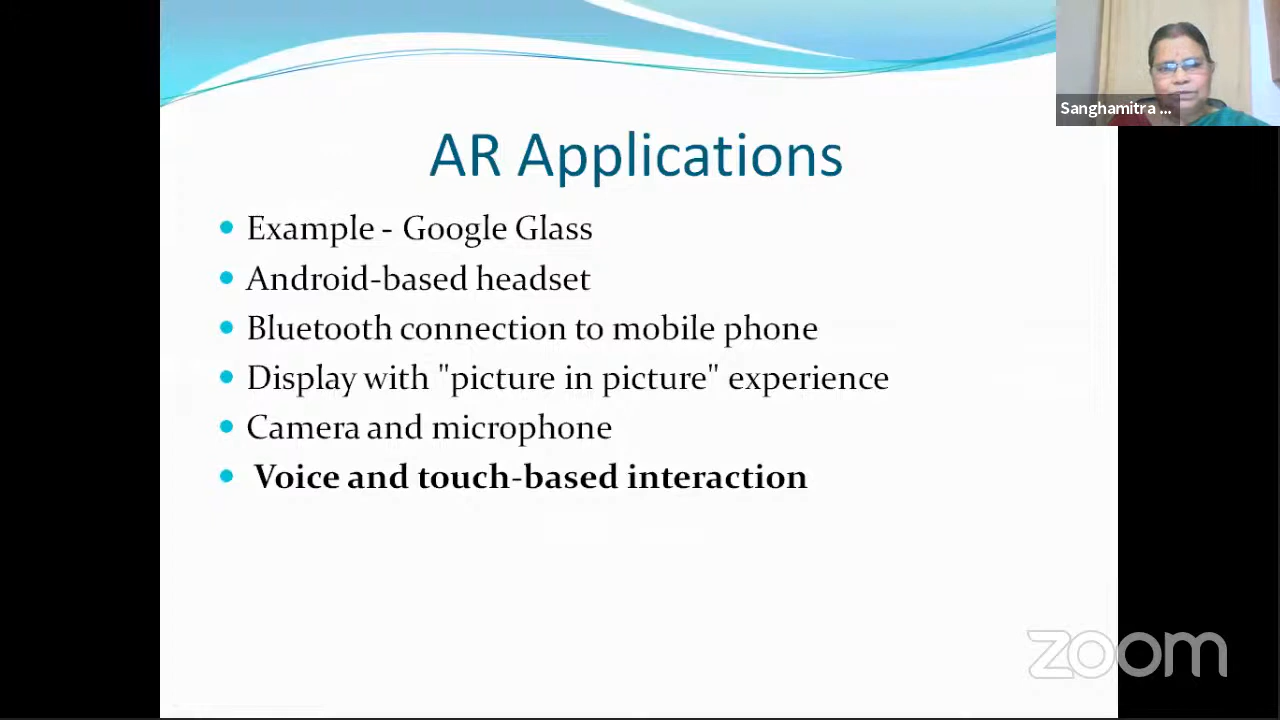 Sanghamitra ...
AR Applications
Example - Google Glass
Android-based headset
Bluetooth connection to mobile phone
Display with "picture in picture" experience
Camera and microphone
Voice and touch-based interaction
zoom